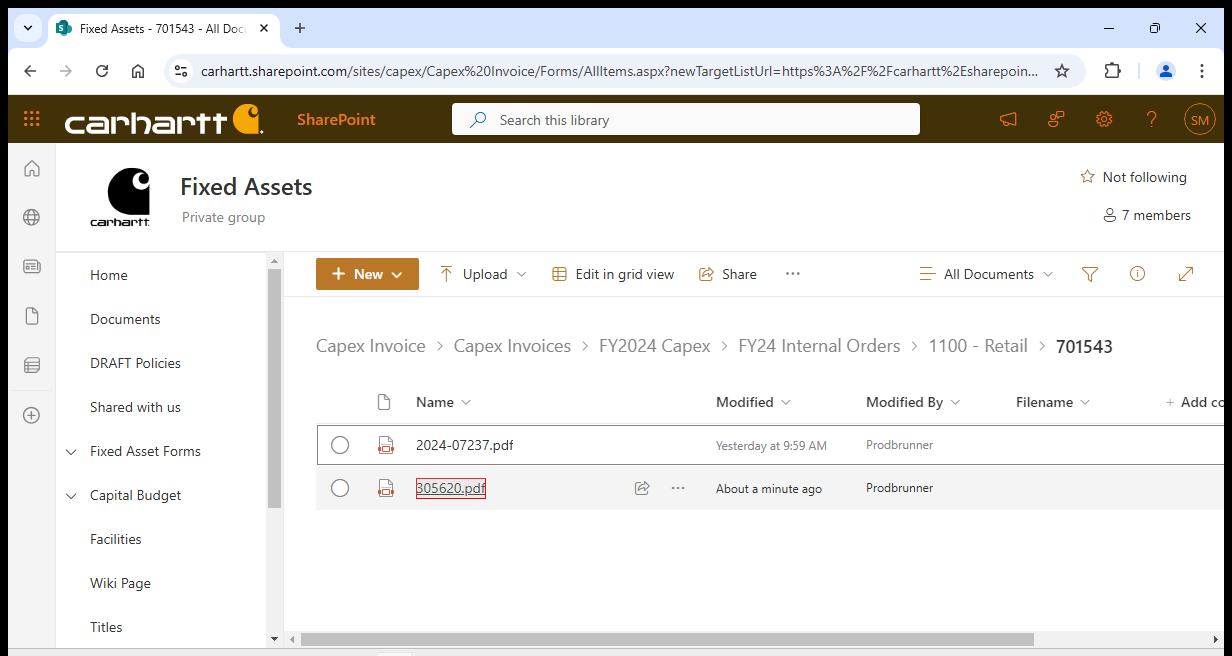 Fixed Assets - 701543 - All Doc
carhartt.sharepoint.com/sites/capex/Capex%20Invoice/Forms/AllItems.aspx?newTargetListUrl=https%3A%2F%2Fcarhartt%2Esharepoin...
carhartt SharePoint
Search this library
SM
carhartt
Fixed Assets
Private group
Not following
7 members
Home
Documents
DRAFT Policies
Shared with us
Fixed Asset Forms
Capital Budget
Facilities
Wiki Page
Titles
+ New Upload Edit in grid view Share ... All Documents
Capex Invoice > Capex Invoices > FY2024 Capex > FY24 Internal Orders > 1100 - Retail > 701543
Name Modified Modified By Filename + Add co
2024-07237.pdf Yesterday at 9:59 AM Prodbrunner
305620.pdf ... About a minute ago Prodbrunner